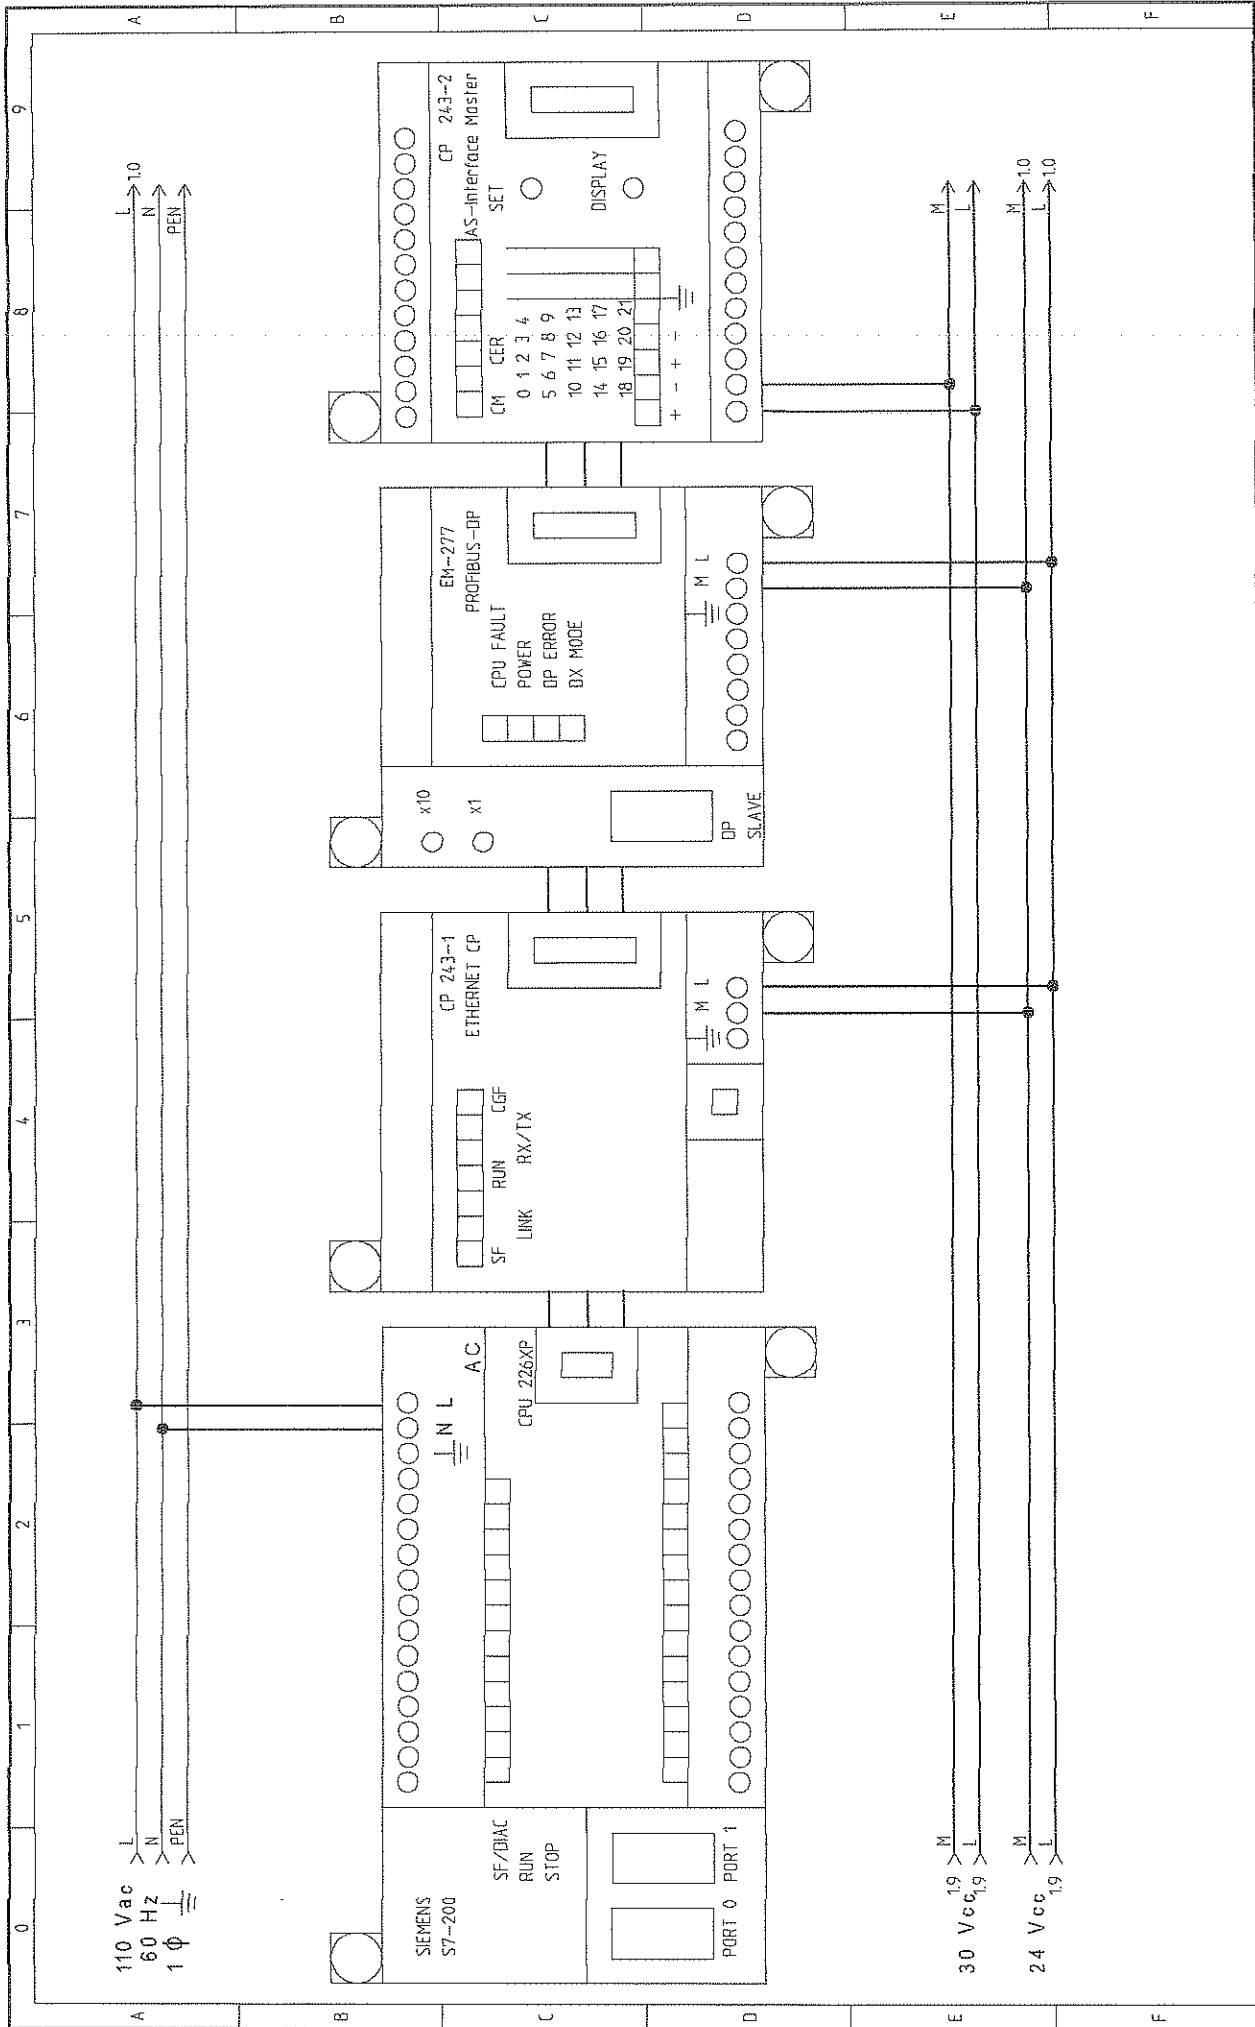 0 1 2 3 4 5 6 7 8 9
A
B
C
D
E
F
A
B
C
D
E
F
110 Vac
60 Hz
1 Φ
L
N
PEN
L 1.0
N
PEN
SIEMENS
S7-200
SF/DIAC
RUN
STOP
PORT 0 PORT 1
N L
AC
CPU 226XP
CP 243-1
ETHERNET CP
SF RUN CGF
LINK RX/TX
M L
x10
x1
DP
SLAVE
EM-277
PROFIBUS-DP
CPU FAULT
POWER
DP ERROR
DX MODE
M L
CP 243-2
AS-Interface Master
CM CER SET
0 1 2 3 4
5 6 7 8 9
10 11 12 13
14 15 16 17
18 19 20 21
DISPLAY
+ - + -
30 Vcc
1.9 M
1.9 L
M
L
24 Vcc
M
1.9 L
M 1.0
L 1.0